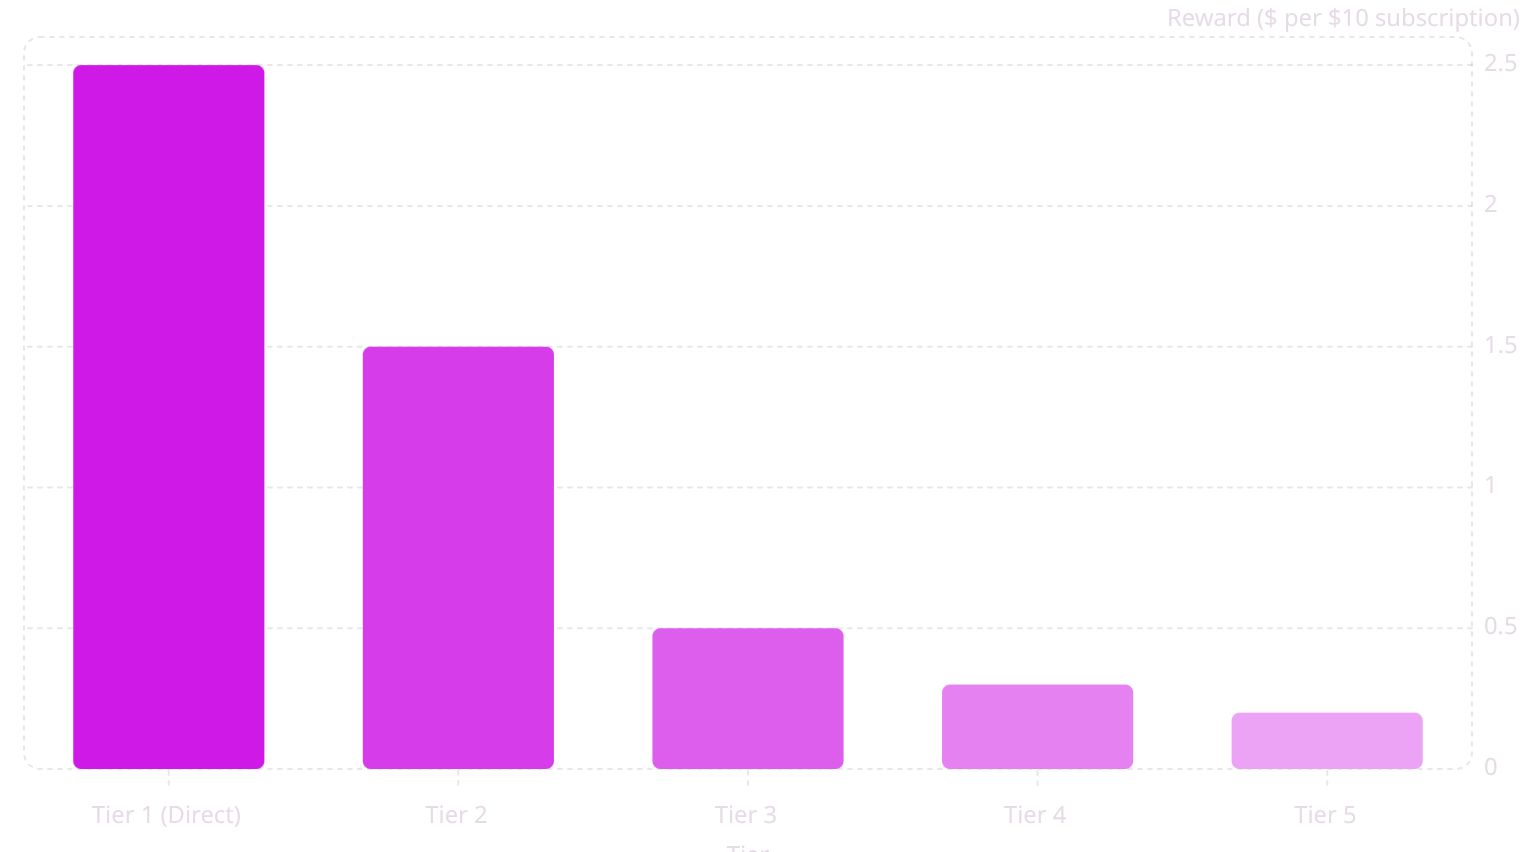 Reward ($ per $10 subscription)
2.5
2
1.5
1
0.5
0
Tier 1 (Direct)
Tier 2
Tier 3
Tier 4
Tier 5
Tier